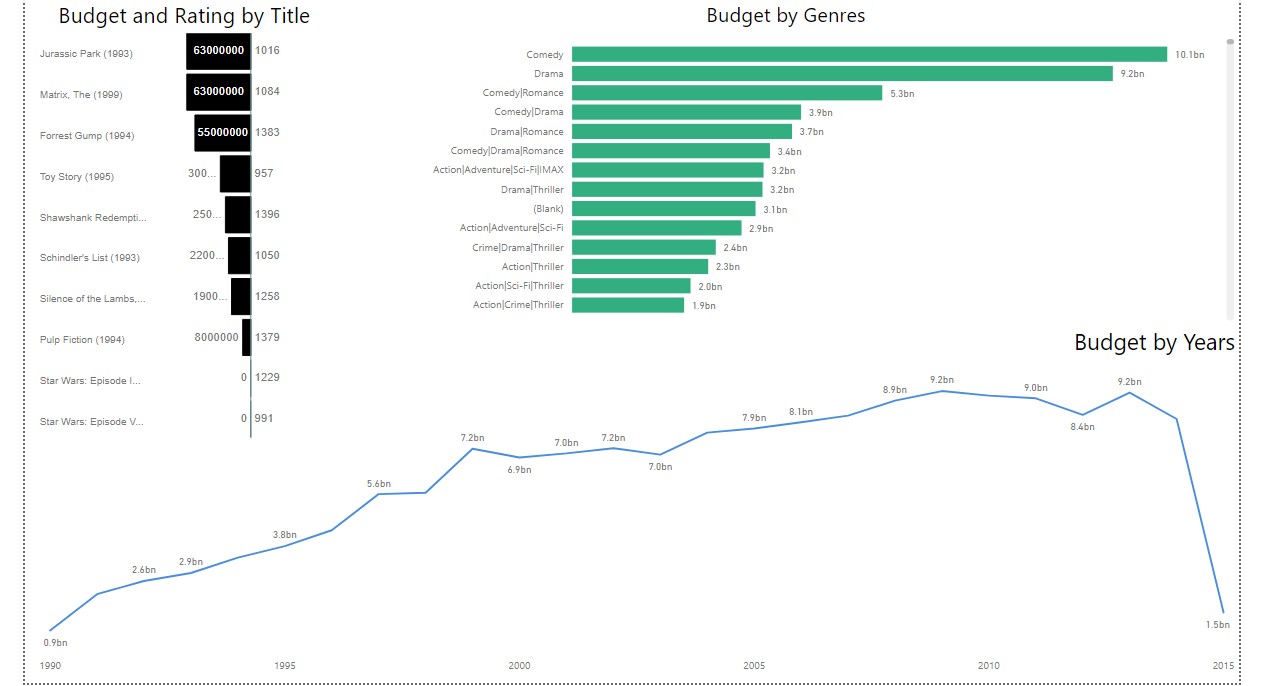 Budget and Rating by Title
Jurassic Park (1993) 63000000 1016
Matrix, The (1999) 63000000 1084
Forrest Gump (1994) 55000000 1383
Toy Story (1995) 300... 957
Shawshank Redempti... 250... 1396
Schindler's List (1993) 2200... 1050
Silence of the Lambs,... 1900... 1258
Pulp Fiction (1994) 8000000 1379
Star Wars: Episode I... 0 1229
Star Wars: Episode V... 0 991
Budget by Genres
Comedy 10.1bn
Drama 9.2bn
Comedy|Romance 5.3bn
Comedy|Drama 3.9bn
Drama|Romance 3.7bn
Comedy|Drama|Romance 3.4bn
Action|Adventure|Sci-Fi|IMAX 3.2bn
Drama|Thriller 3.2bn
(Blank) 3.1bn
Action|Adventure|Sci-Fi 2.9bn
Crime|Drama|Thriller 2.4bn
Action|Thriller 2.3bn
Action|Sci-Fi|Thriller 2.0bn
Action|Crime|Thriller 1.9bn
Budget by Years
0.9bn
2.6bn
2.9bn
3.8bn
5.6bn
7.2bn
6.9bn
7.0bn
7.2bn
7.0bn
7.9bn
8.1bn
8.9bn
9.2bn
9.0bn
8.4bn
9.2bn
1.5bn
1990 1995 2000 2005 2010 2015